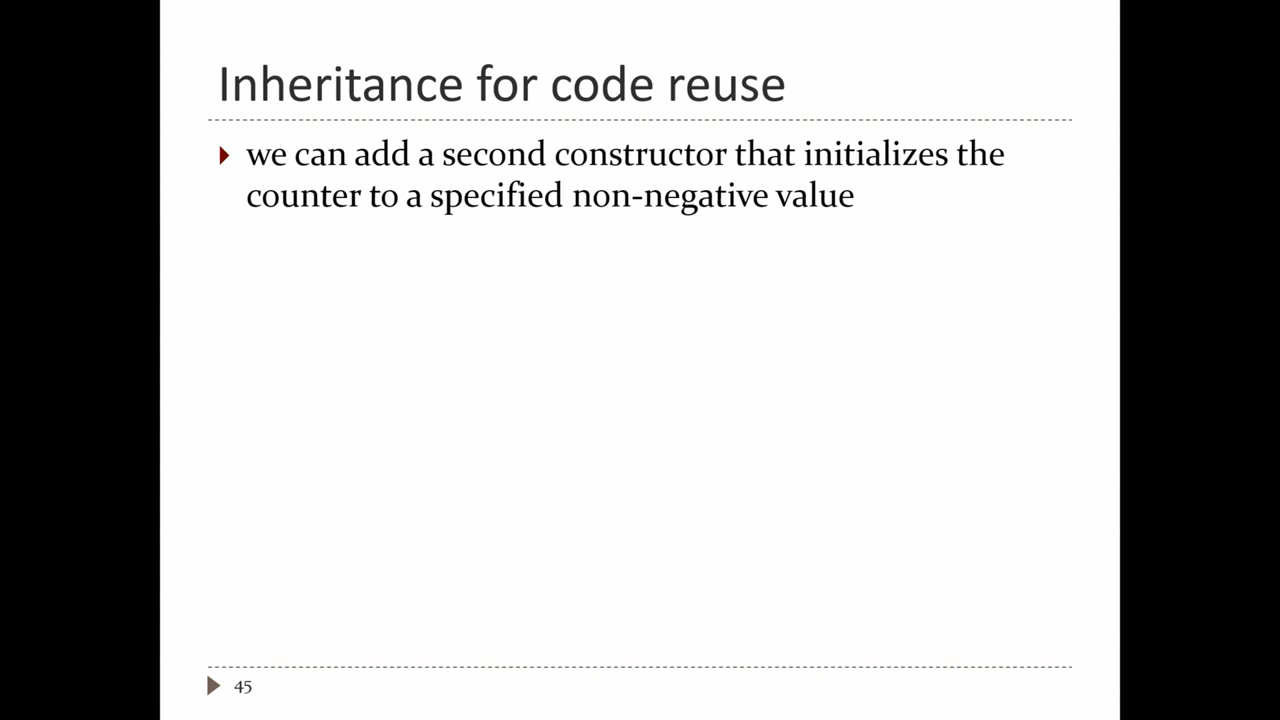 Inheritance for code reuse
we can add a second constructor that initializes the
counter to a specified non-negative value
45